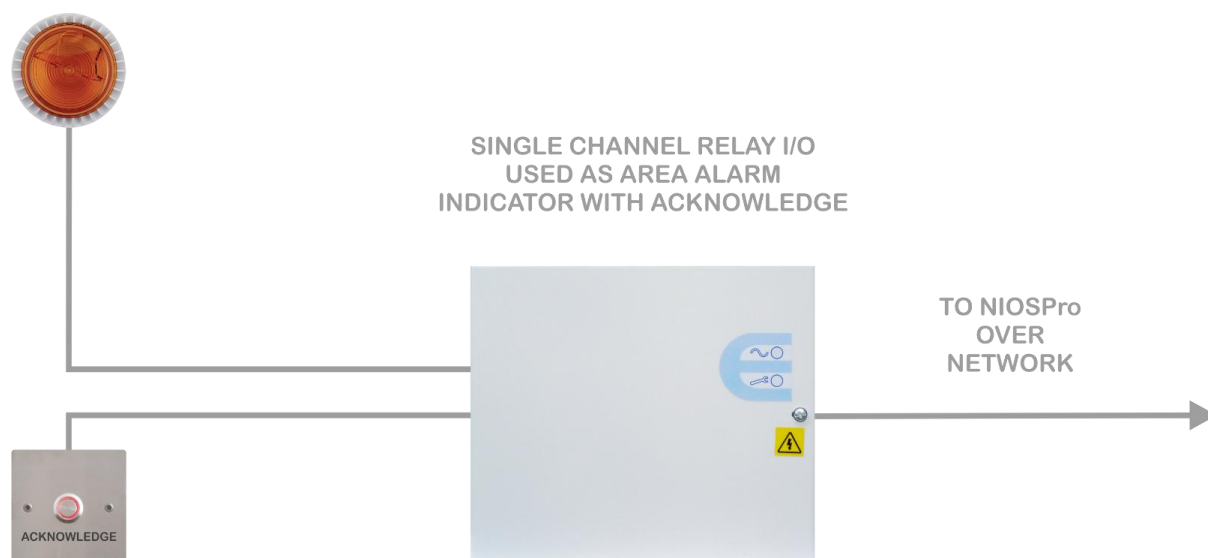 SINGLE CHANNEL RELAY I/O
USED AS AREA ALARM
INDICATOR WITH ACKNOWLEDGE
TO NIOSPro
OVER
NETWORK
ACKNOWLEDGE